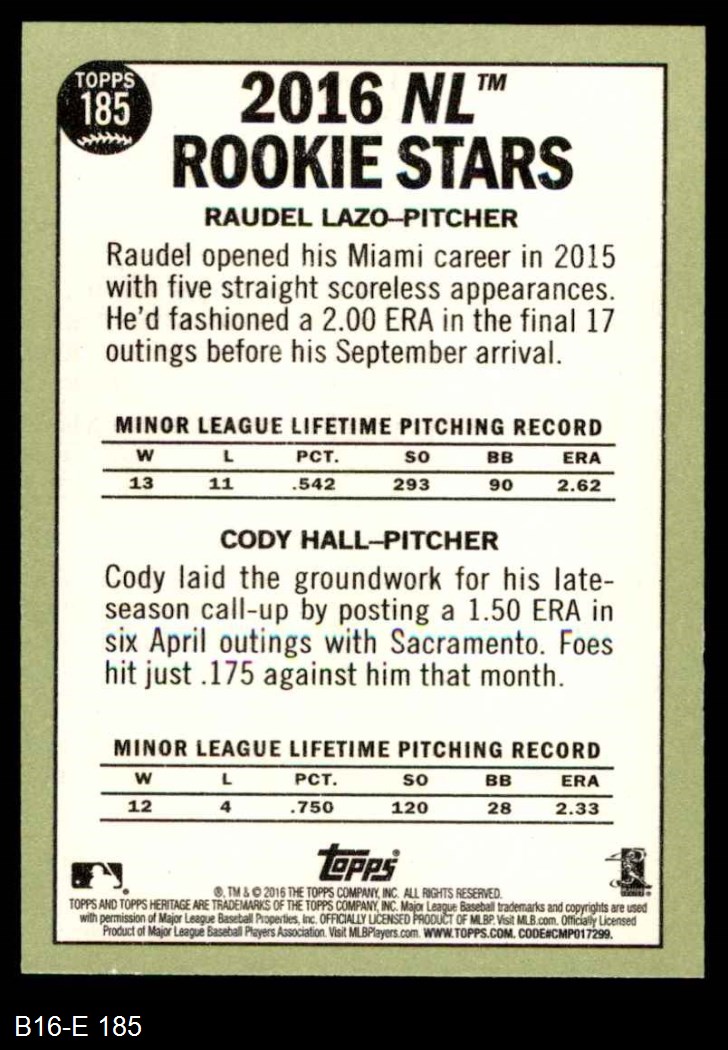 TOPPS
185
2016 NL™
ROOKIE STARS
RAUDEL LAZO–PITCHER
Raudel opened his Miami career in 2015
with five straight scoreless appearances.
He'd fashioned a 2.00 ERA in the final 17
outings before his September arrival.
MINOR LEAGUE LIFETIME PITCHING RECORD
W L PCT. SO BB ERA
13 11 .542 293 90 2.62
CODY HALL–PITCHER
Cody laid the groundwork for his late-
season call-up by posting a 1.50 ERA in
six April outings with Sacramento. Foes
hit just .175 against him that month.
MINOR LEAGUE LIFETIME PITCHING RECORD
W L PCT. SO BB ERA
12 4 .750 120 28 2.33
topps®
®, TM & © 2016 THE TOPPS COMPANY, INC. ALL RIGHTS RESERVED.
TOPPS AND TOPPS HERITAGE ARE TRADEMARKS OF THE TOPPS COMPANY, INC. Major League Baseball trademarks and copyrights are used
with permission of Major League Baseball Properties, Inc. OFFICIALLY LICENSED PRODUCT OF MLBP. Visit MLB.com. Officially Licensed
Product of Major League Baseball Players Association. Visit MLBPlayers.com. WWW.TOPPS.COM. CODE#CMP017299.
B16-E 185